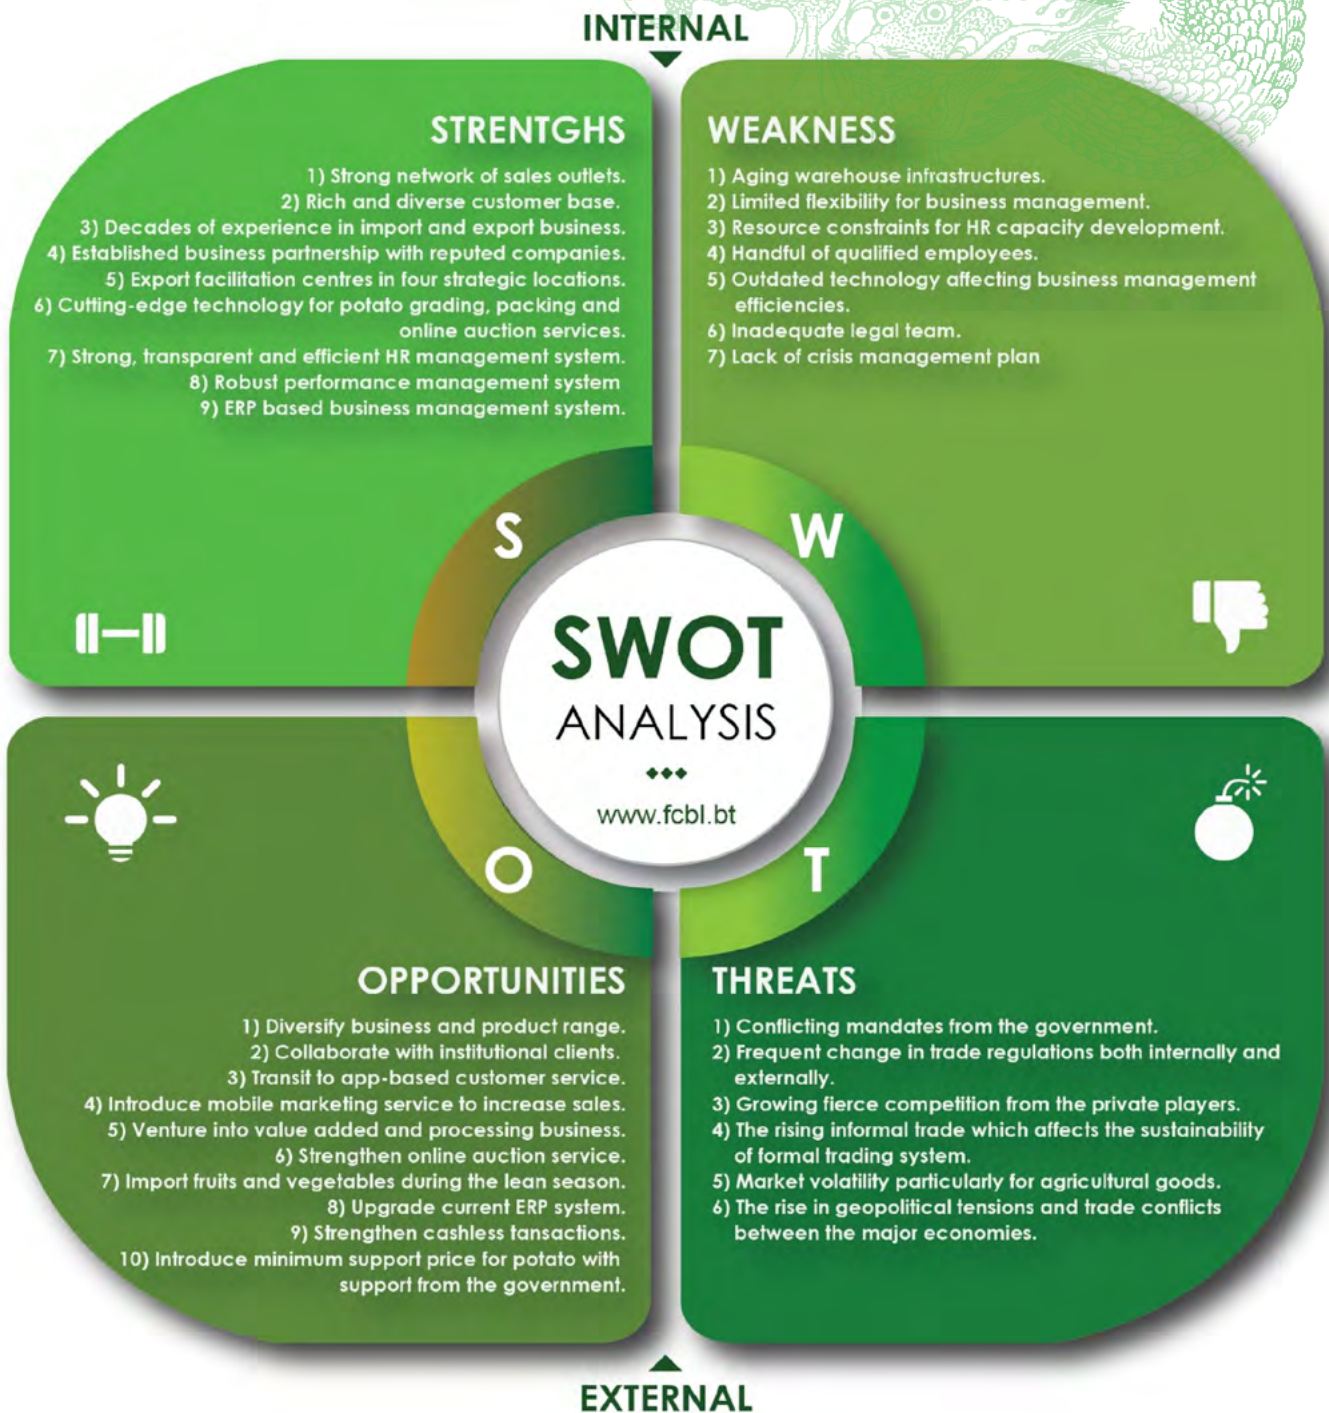 INTERNAL
STRENTGHS
1) Strong network of sales outlets.
2) Rich and diverse customer base.
3) Decades of experience in import and export business.
4) Established business partnership with reputed companies.
5) Export facilitation centres in four strategic locations.
6) Cutting-edge technology for potato grading, packing and
online auction services.
7) Strong, transparent and efficient HR management system.
8) Robust performance management system
9) ERP based business management system.
WEAKNESS
1) Aging warehouse infrastructures.
2) Limited flexibility for business management.
3) Resource constraints for HR capacity development.
4) Handful of qualified employees.
5) Outdated technology affecting business management
efficiencies.
6) Inadequate legal team.
7) Lack of crisis management plan
S
W
SWOT
ANALYSIS
www.fcbl.bt
O
T
OPPORTUNITIES
1) Diversify business and product range.
2) Collaborate with institutional clients.
3) Transit to app-based customer service.
4) Introduce mobile marketing service to increase sales.
5) Venture into value added and processing business.
6) Strengthen online auction service.
7) Import fruits and vegetables during the lean season.
8) Upgrade current ERP system.
9) Strengthen cashless tansactions.
10) Introduce minimum support price for potato with
support from the government.
THREATS
1) Conflicting mandates from the government.
2) Frequent change in trade regulations both internally and
externally.
3) Growing fierce competition from the private players.
4) The rising informal trade which affects the sustainability
of formal trading system.
5) Market volatility particularly for agricultural goods.
6) The rise in geopolitical tensions and trade conflicts
between the major economies.
EXTERNAL